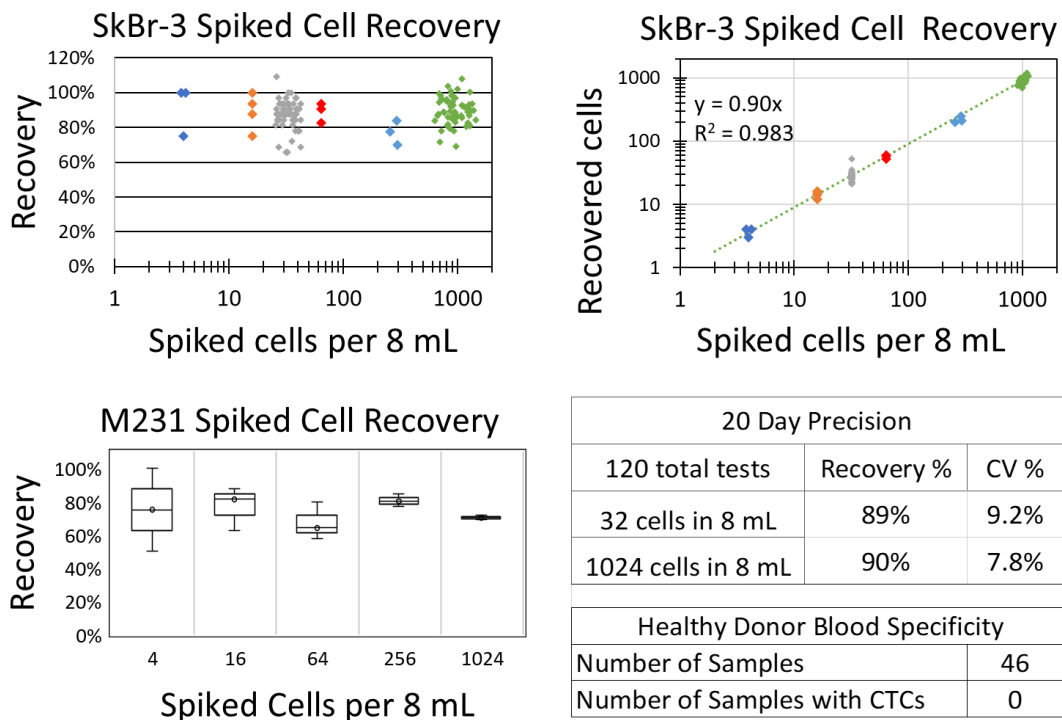 SkBr-3 Spiked Cell Recovery
120%
100%
80%
60%
40%
20%
0%
Recovery
1
10
100
1000
Spiked cells per 8 mL
SkBr-3 Spiked Cell  Recovery
1000
100
10
1
Recovered cells
y = 0.90x
R² = 0.983
1
10
100
1000
Spiked cells per 8 mL
M231 Spiked Cell Recovery
100%
80%
60%
40%
20%
0%
Recovery
4
16
64
256
1024
Spiked Cells per 8 mL
20 Day Precision
120 total tests Recovery % CV %
32 cells in 8 mL 89% 9.2%
1024 cells in 8 mL 90% 7.8%
Healthy Donor Blood Specificity
Number of Samples 46
Number of Samples with CTCs 0